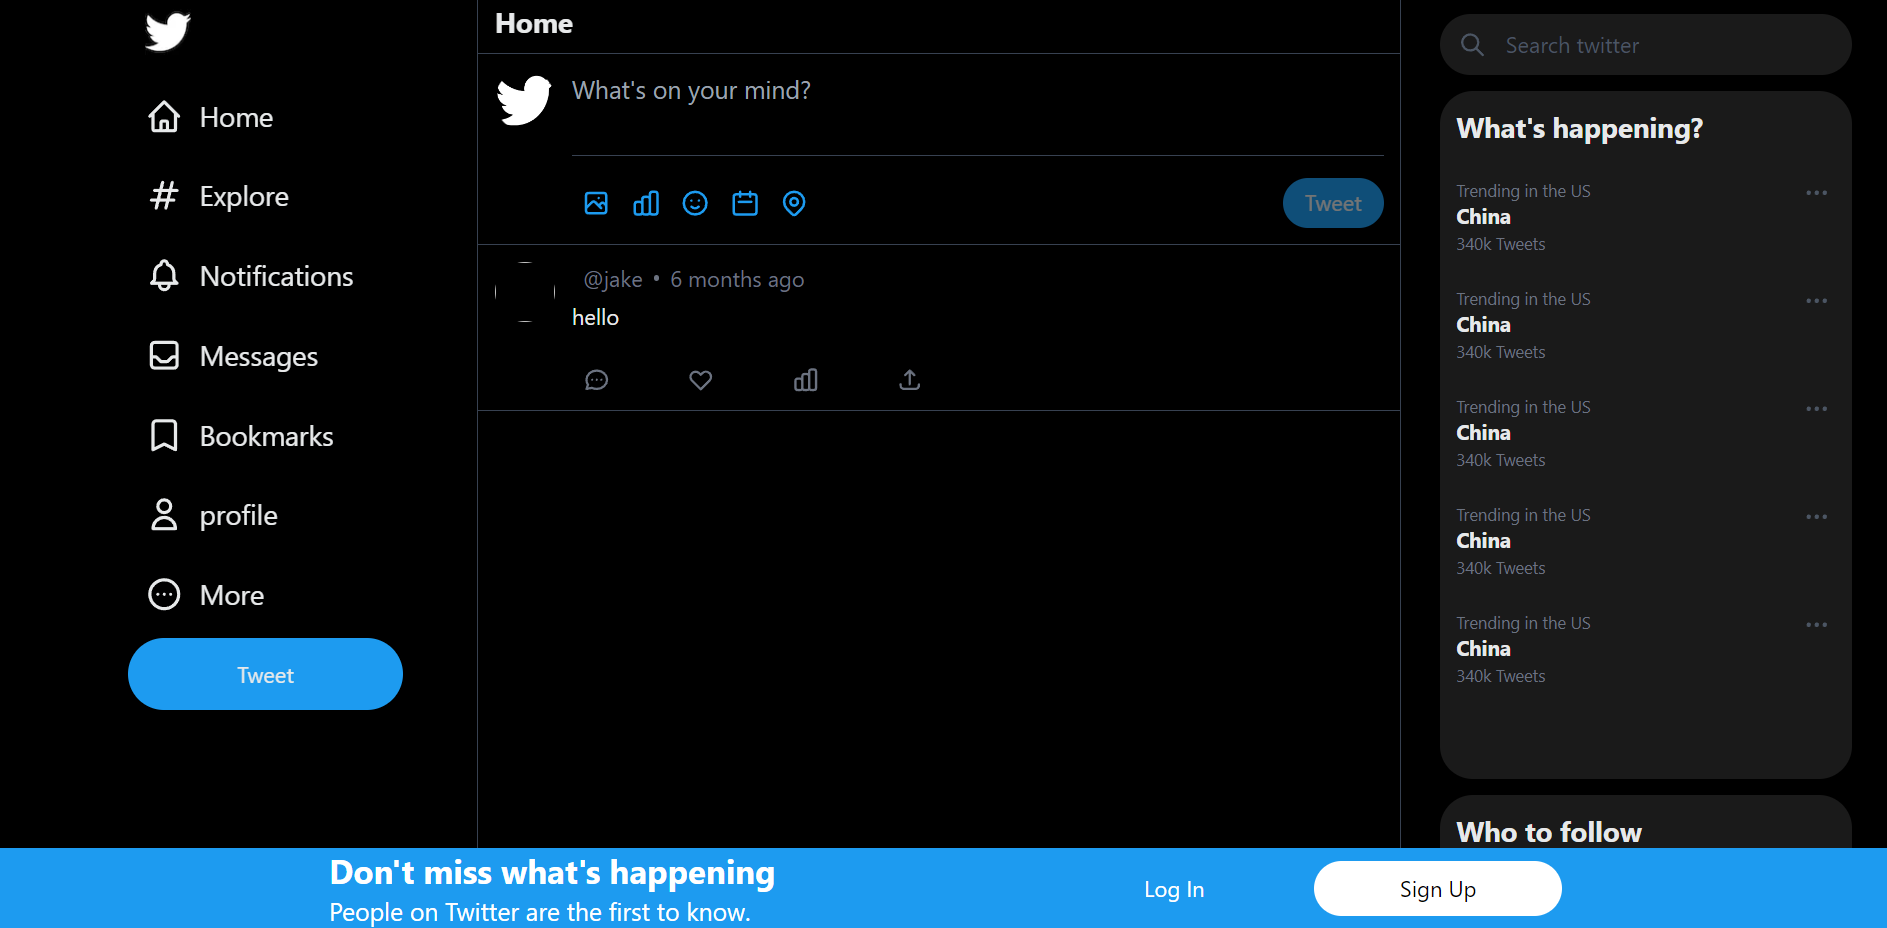 Home
Explore
Notifications
Messages
Bookmarks
profile
More
Tweet
Home
What's on your mind?
Tweet
@jake • 6 months ago
hello
Search twitter
What's happening?
Trending in the US
China
340k Tweets
Trending in the US
China
340k Tweets
Trending in the US
China
340k Tweets
Trending in the US
China
340k Tweets
Trending in the US
China
340k Tweets
Who to follow
Don't miss what's happening
People on Twitter are the first to know.
Log In
Sign Up